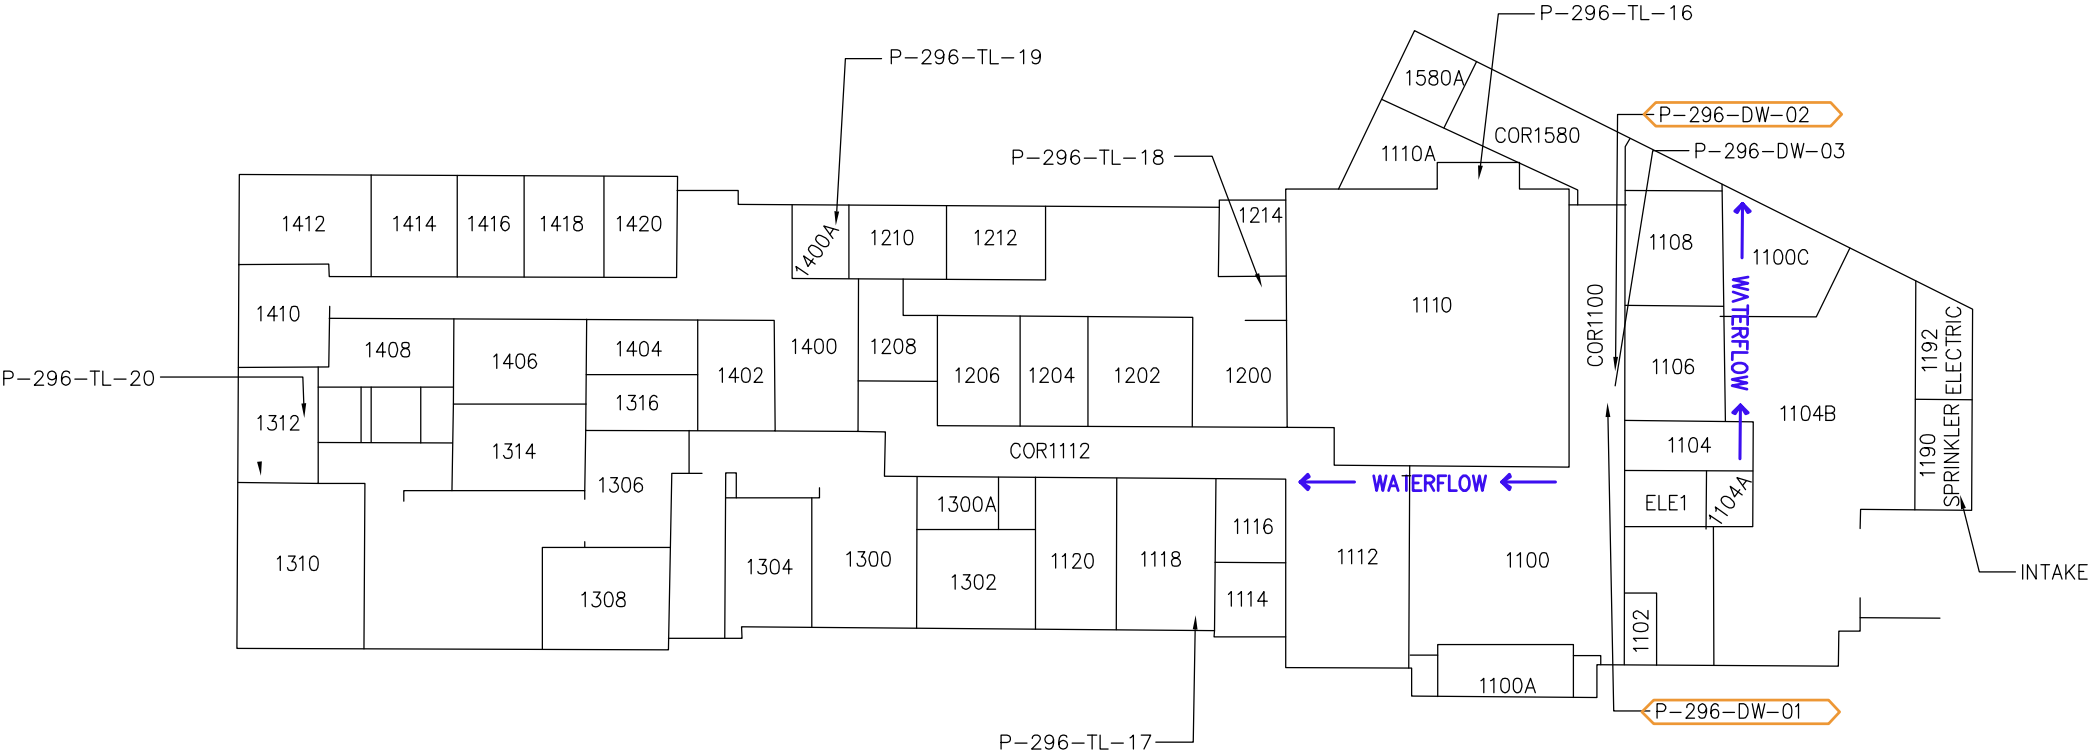 P-296-TL-16
P-296-TL-19
1580A
P-296-DW-02
COR1580
P-296-TL-18
1110A
P-296-DW-03
1412
1414
1416
1418
1420
1400A
1210
1212
1214
1108
1100C
1410
1110
COR1100
WATERFLOW
1408
1406
1404
1402
1400
1208
1206
1204
1202
1200
1106
1192
ELECTRIC
P-296-TL-20
1316
1312
1104B
1314
COR1112
1104
1190
SPRINKLER
1306
WATERFLOW
1300A
ELE1
1104A
1116
1310
1304
1300
1302
1120
1118
1112
1100
INTAKE
1308
1114
1102
1100A
P-296-DW-01
P-296-TL-17